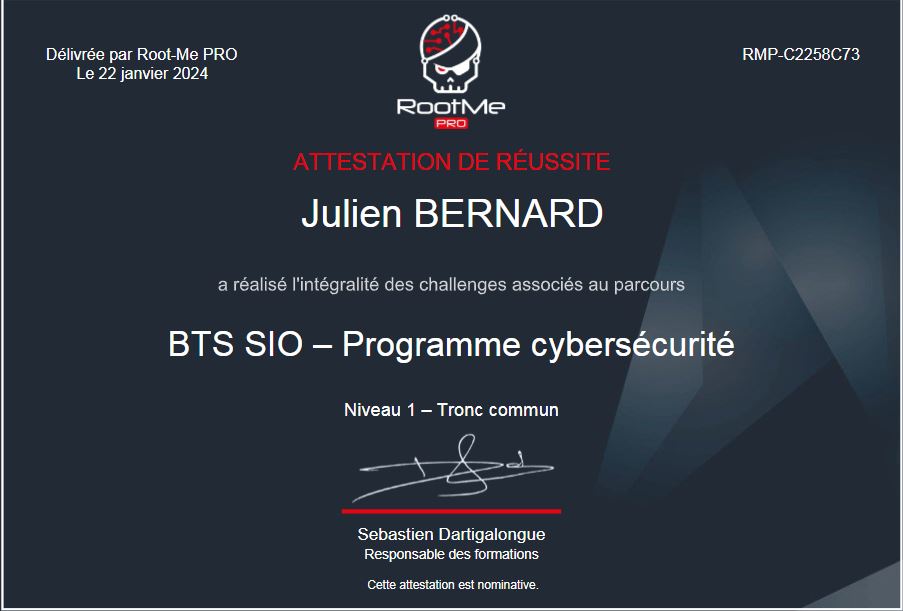 Délivrée par Root-Me PRO
Le 22 janvier 2024
RMP-C2258C73
RootMe
PRO
ATTESTATION DE RÉUSSITE
Julien BERNARD
a réalisé l'intégralité des challenges associés au parcours
BTS SIO – Programme cybersécurité
Niveau 1 – Tronc commun
Sebastien Dartigalongue
Responsable des formations
Cette attestation est nominative.